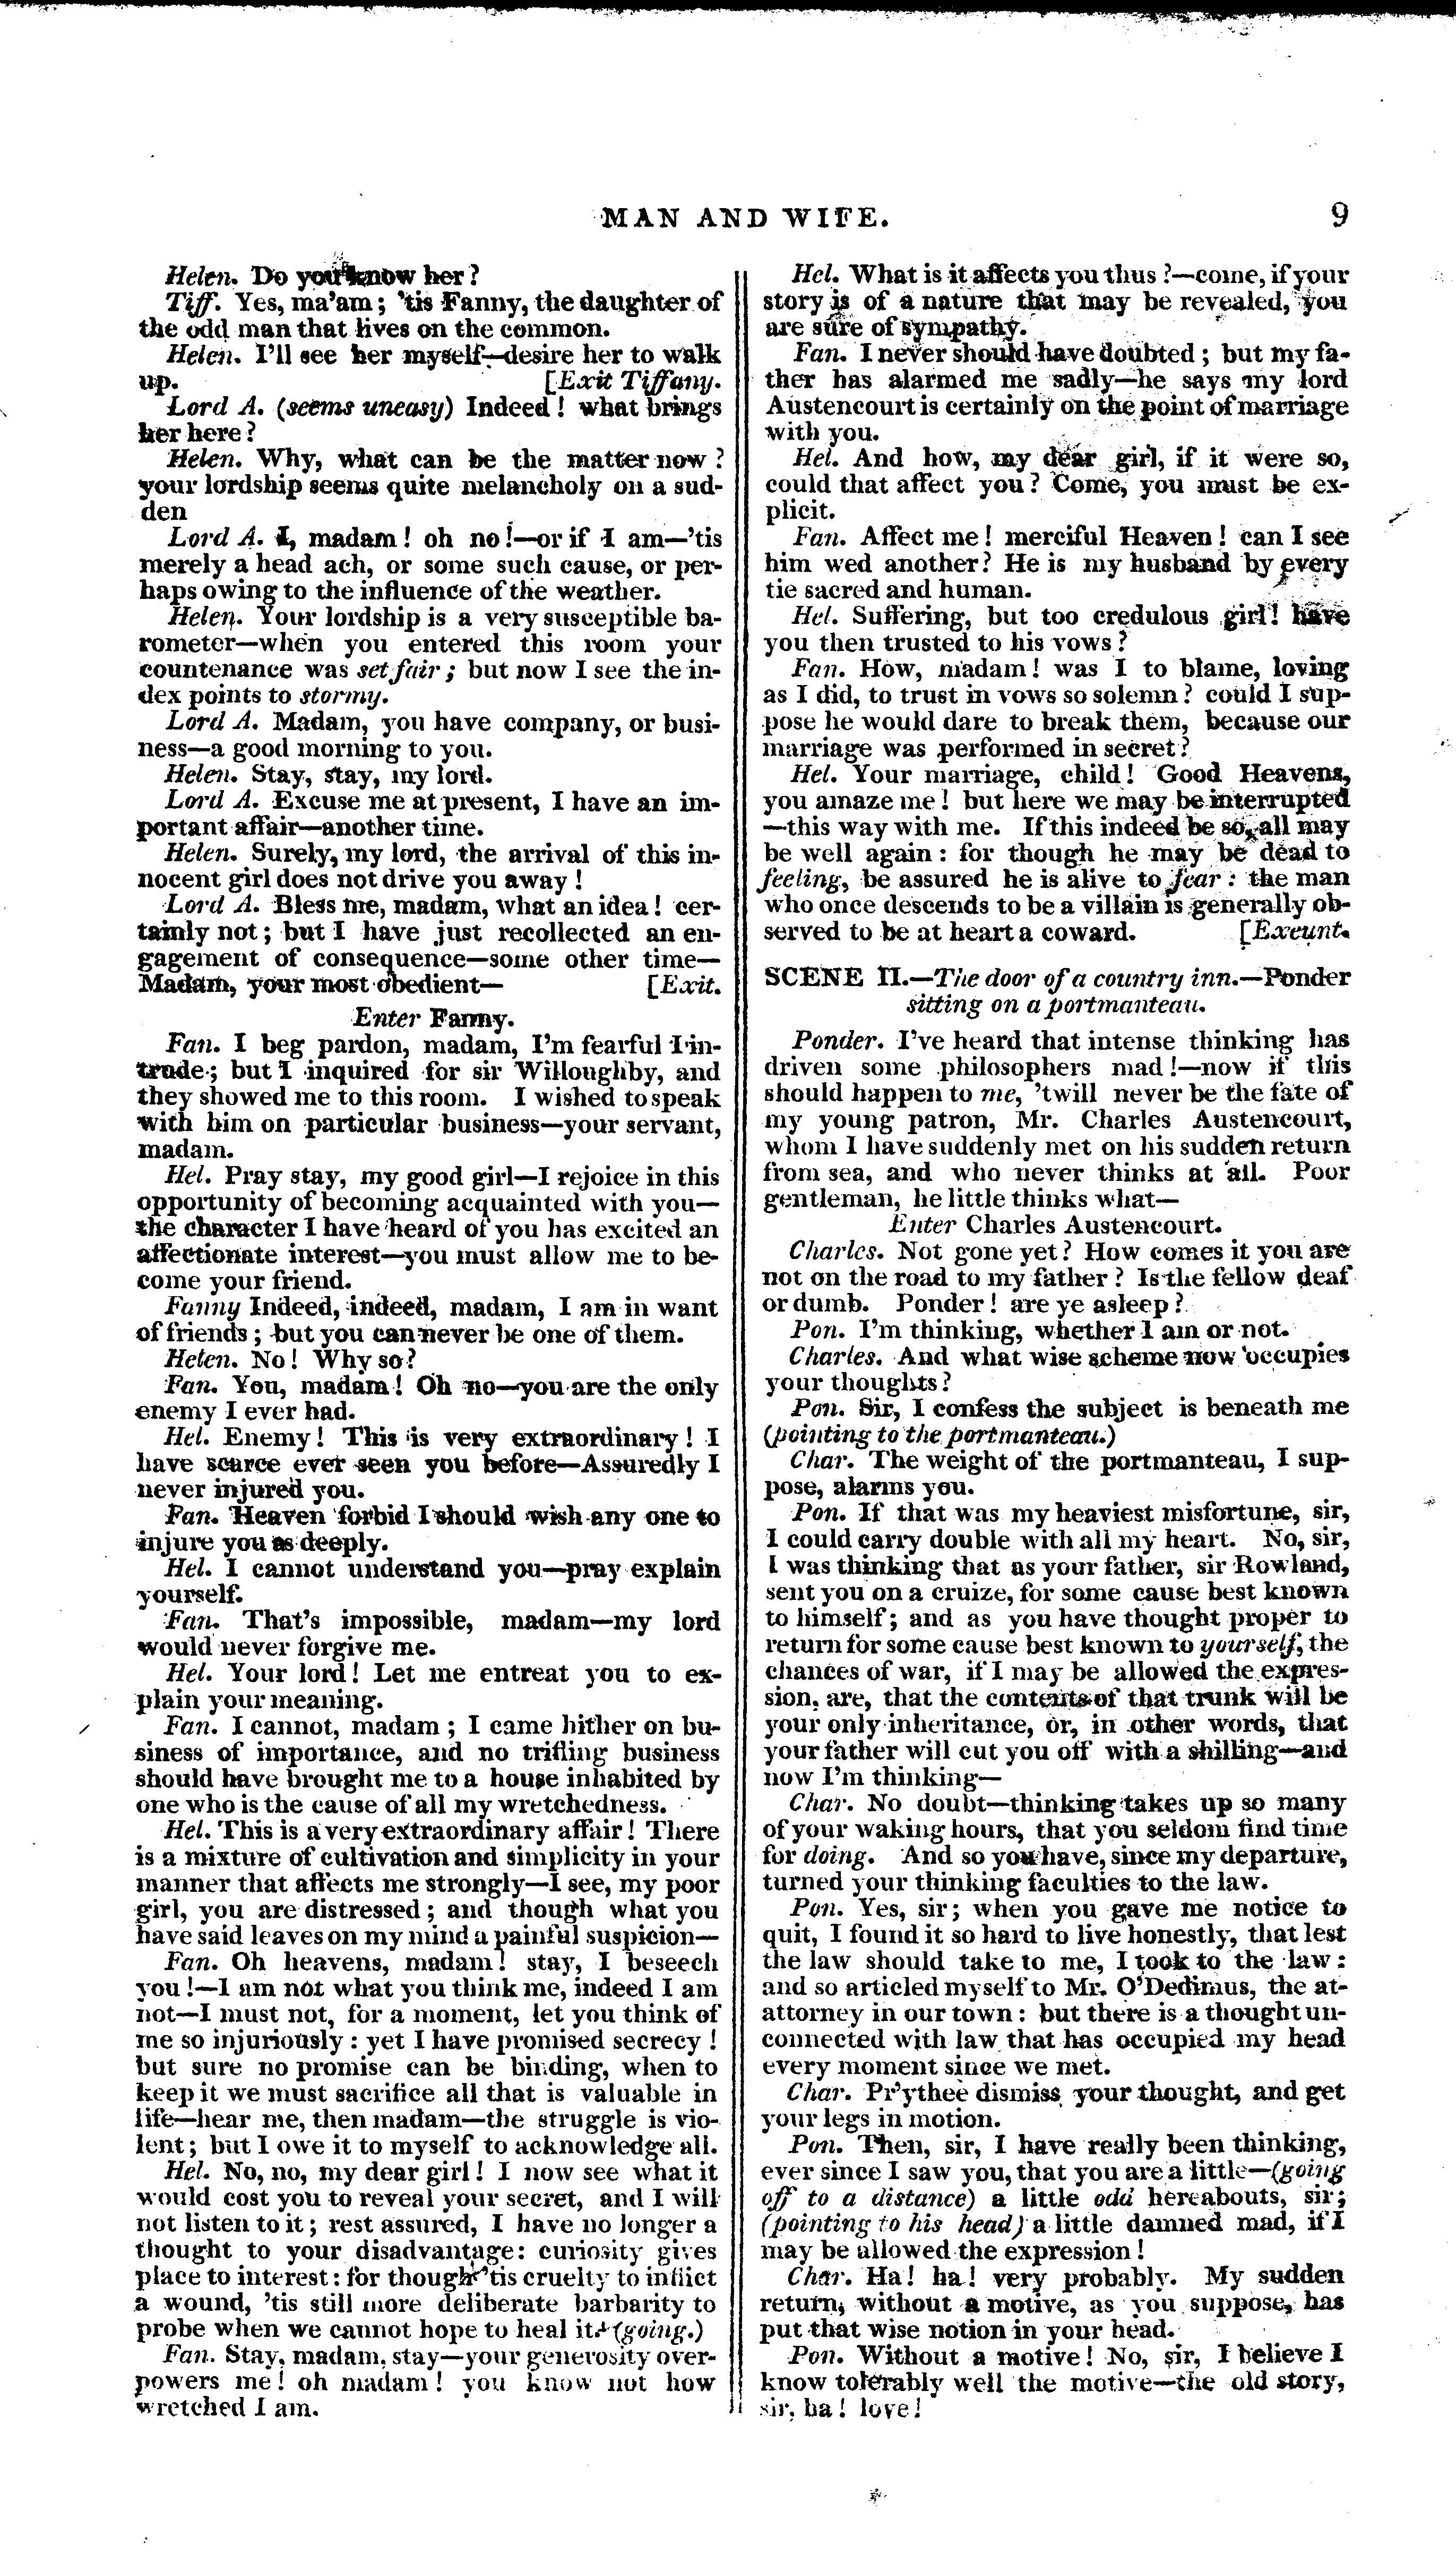 MAN AND WIFE.
9
Helen. Do you know her?
Tiff. Yes, ma'am; 'tis Fanny, the daughter of
the odd man that lives on the common.
Helen. I'll see her myself—desire her to walk
up. [Exit Tiffany.
Lord A. (seems uneasy) Indeed! what brings
her here?
Helen. Why, what can be the matter now?
your lordship seems quite melancholy on a sud-
den
Lord A. I, madam! oh no!—or if I am—'tis
merely a head ach, or some such cause, or per-
haps owing to the influence of the weather.
Helen. Your lordship is a very susceptible ba-
rometer—when you entered this room your
countenance was set fair; but now I see the in-
dex points to stormy.
Lord A. Madam, you have company, or busi-
ness—a good morning to you.
Helen. Stay, stay, my lord.
Lord A. Excuse me at present, I have an im-
portant affair—another time.
Helen. Surely, my lord, the arrival of this in-
nocent girl does not drive you away!
Lord A. Bless me, madam, what an idea! cer-
tainly not; but I have just recollected an en-
gagement of consequence—some other time—
Madam, your most obedient— [Exit.
Enter Fanny.
Fan. I beg pardon, madam, I'm fearful I in-
trude; but I inquired for sir Willoughby, and
they showed me to this room. I wished to speak
with him on particular business—your servant,
madam.
Hel. Pray stay, my good girl—I rejoice in this
opportunity of becoming acquainted with you—
the character I have heard of you has excited an
affectionate interest—you must allow me to be-
come your friend.
Fanny Indeed, indeed, madam, I am in want
of friends; but you can never be one of them.
Helen. No! Why so?
Fan. You, madam! Oh no—you are the only
enemy I ever had.
Hel. Enemy! This is very extraordinary! I
have scarce ever seen you before—Assuredly I
never injured you.
Fan. Heaven forbid I should wish any one to
injure you as deeply.
Hel. I cannot understand you—pray explain
yourself.
Fan. That's impossible, madam—my lord
would never forgive me.
Hel. Your lord! Let me entreat you to ex-
plain your meaning.
Fan. I cannot, madam; I came hither on bu-
siness of importance, and no trifling business
should have brought me to a house inhabited by
one who is the cause of all my wretchedness.
Hel. This is a very extraordinary affair! There
is a mixture of cultivation and simplicity in your
manner that affects me strongly—I see, my poor
girl, you are distressed; and though what you
have said leaves on my mind a painful suspicion—
Fan. Oh heavens, madam! stay, I beseech
you!—I am not what you think me, indeed I am
not—I must not, for a moment, let you think of
me so injuriously: yet I have promised secrecy!
but sure no promise can be binding, when to
keep it we must sacrifice all that is valuable in
life—hear me, then madam—the struggle is vio-
lent; but I owe it to myself to acknowledge all.
Hel. No, no, my dear girl! I now see what it
would cost you to reveal your secret, and I will
not listen to it; rest assured, I have no longer a
thought to your disadvantage: curiosity gives
place to interest: for though 'tis cruelty to inflict
a wound, 'tis still more deliberate barbarity to
probe when we cannot hope to heal it. (going.)
Fan. Stay, madam, stay—your generosity over-
powers me! oh madam! you know not how
wretched I am.
Hel. What is it affects you thus?—come, if your
story is of a nature that may be revealed, you
are sure of sympathy.
Fan. I never should have doubted; but my fa-
ther has alarmed me sadly—he says my lord
Austencourt is certainly on the point of marriage
with you.
Hel. And how, my dear girl, if it were so,
could that affect you? Come, you must be ex-
plicit.
Fan. Affect me! merciful Heaven! can I see
him wed another? He is my husband by every
tie sacred and human.
Hel. Suffering, but too credulous girl! have
you then trusted to his vows?
Fan. How, madam! was I to blame, loving
as I did, to trust in vows so solemn? could I sup-
pose he would dare to break them, because our
marriage was performed in secret?
Hel. Your marriage, child! Good Heavens,
you amaze me! but here we may be interrupted
—this way with me. If this indeed be so, all may
be well again: for though he may be dead to
feeling, be assured he is alive to fear: the man
who once descends to be a villain is generally ob-
served to be at heart a coward. [Exeunt.
SCENE II.—The door of a country inn.—Ponder
sitting on a portmanteau.
Ponder. I've heard that intense thinking has
driven some philosophers mad!—now if this
should happen to me, 'twill never be the fate of
my young patron, Mr. Charles Austencourt,
whom I have suddenly met on his sudden return
from sea, and who never thinks at all. Poor
gentleman, he little thinks what—
Enter Charles Austencourt.
Charles. Not gone yet? How comes it you are
not on the road to my father? Is the fellow deaf
or dumb. Ponder! are ye asleep?
Pon. I'm thinking, whether I am or not.
Charles. And what wise scheme now occupies
your thoughts?
Pon. Sir, I confess the subject is beneath me
(pointing to the portmanteau.)
Char. The weight of the portmanteau, I sup-
pose, alarms you.
Pon. If that was my heaviest misfortune, sir,
I could carry double with all my heart. No, sir,
I was thinking that as your father, sir Rowland,
sent you on a cruize, for some cause best known
to himself; and as you have thought proper to
return for some cause best known to yourself, the
chances of war, if I may be allowed the expres-
sion, are, that the contents of that trunk will be
your only inheritance, or, in other words, that
your father will cut you off with a shilling—and
now I'm thinking—
Char. No doubt—thinking takes up so many
of your waking hours, that you seldom find time
for doing. And so you have, since my departure,
turned your thinking faculties to the law.
Pon. Yes, sir; when you gave me notice to
quit, I found it so hard to live honestly, that lest
the law should take to me, I took to the law:
and so articled myself to Mr. O'Dedimus, the at-
attorney in our town: but there is a thought un-
connected with law that has occupied my head
every moment since we met.
Char. Pr'ythee dismiss your thought, and get
your legs in motion.
Pon. Then, sir, I have really been thinking,
ever since I saw you, that you are a little—(going
off to a distance) a little odd hereabouts, sir;
(pointing to his head) a little damned mad, if I
may be allowed the expression!
Char. Ha! ha! very probably. My sudden
return, without a motive, as you suppose, has
put that wise notion in your head.
Pon. Without a motive! No, sir, I believe I
know tolerably well the motive—the old story,
sir, ha! love!